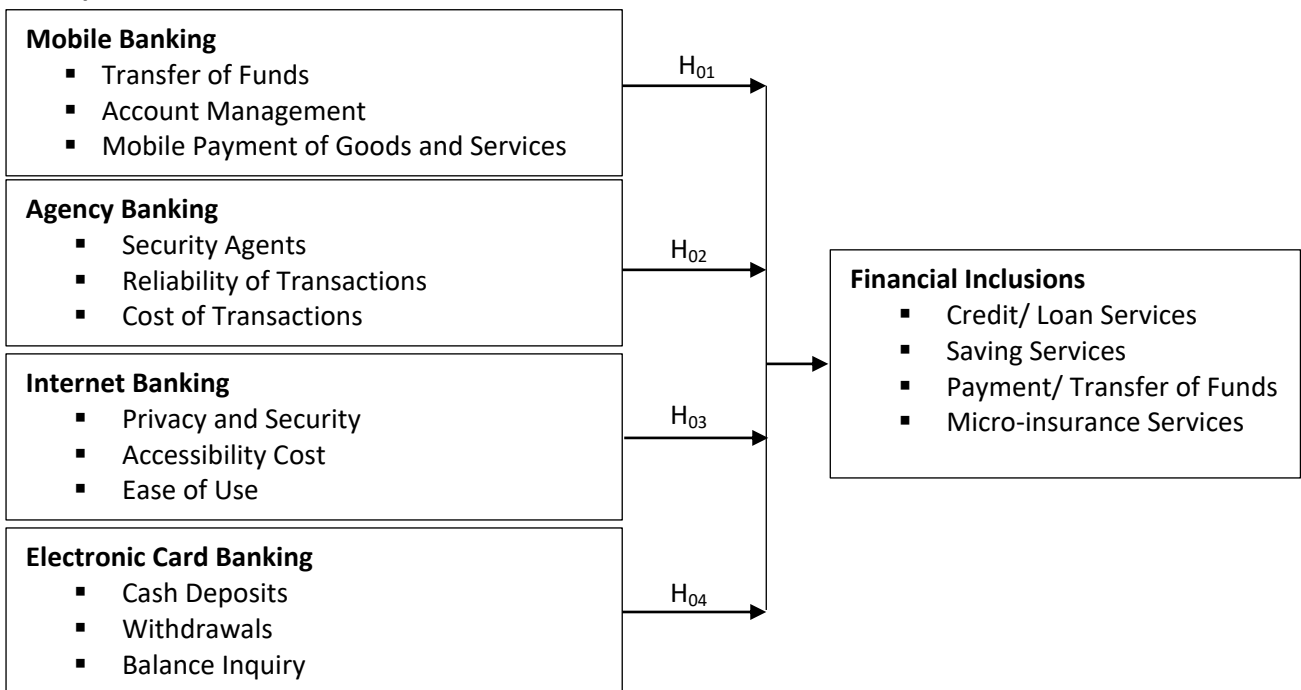 Mobile Banking
▪ Transfer of Funds
▪ Account Management
▪ Mobile Payment of Goods and Services
H01
Agency Banking
▪ Security Agents
▪ Reliability of Transactions
▪ Cost of Transactions
H02
Internet Banking
▪ Privacy and Security
▪ Accessibility Cost
▪ Ease of Use
H03
Electronic Card Banking
▪ Cash Deposits
▪ Withdrawals
▪ Balance Inquiry
H04
Financial Inclusions
▪ Credit/ Loan Services
▪ Saving Services
▪ Payment/ Transfer of Funds
▪ Micro-insurance Services